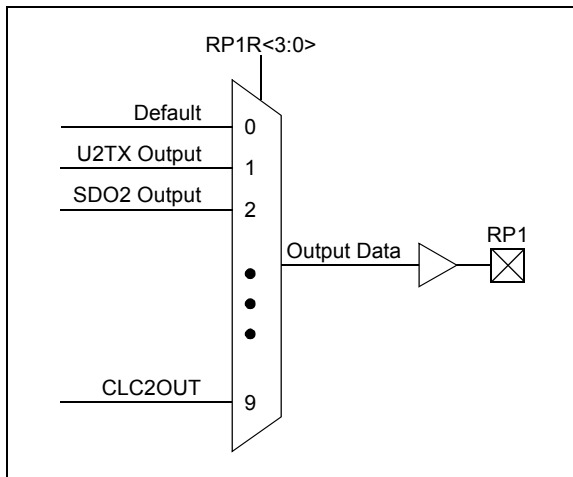 RP1R<3:0>
Default
0
U2TX Output
1
SDO2 Output
2
Output Data
RP1
CLC2OUT
9